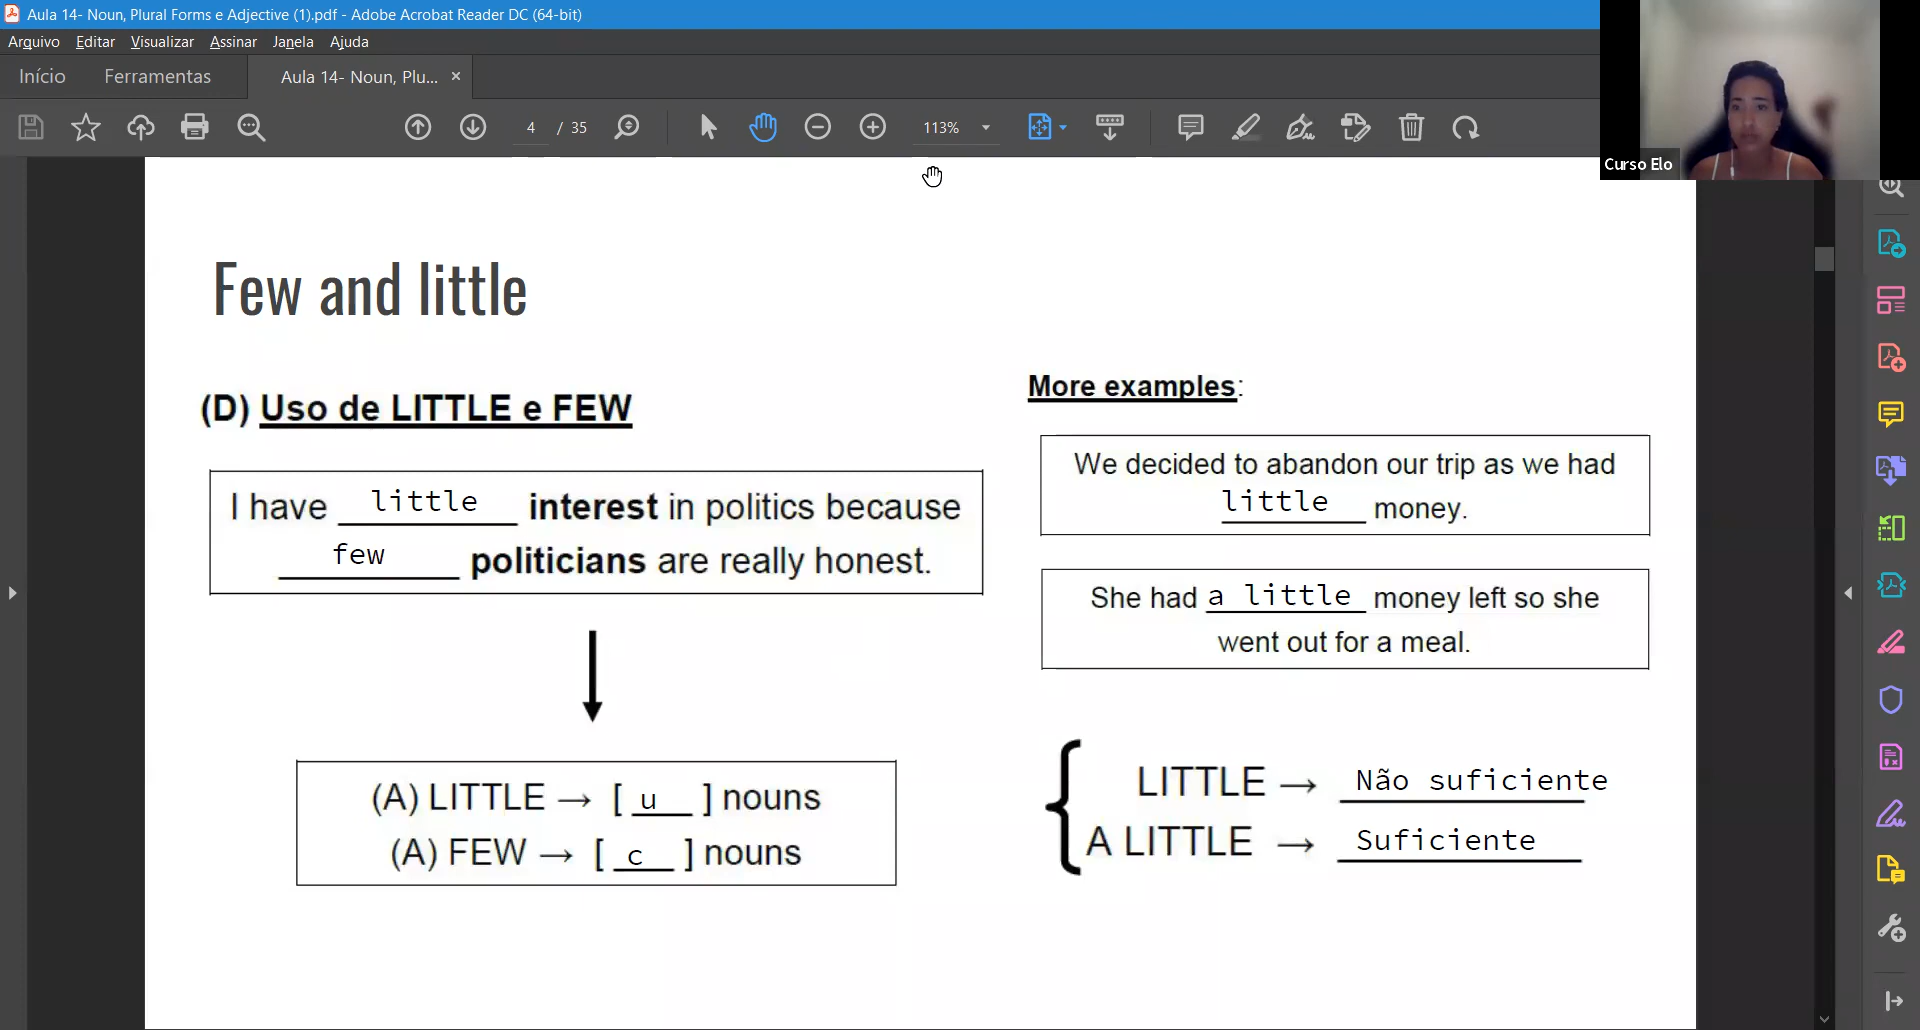 Aula 14- Noun, Plural Forms e Adjective (1).pdf - Adobe Acrobat Reader DC (64-bit)
Arquivo Editar Visualizar Assinar Janela Ajuda
Início Ferramentas Aula 14- Noun, Plu... ×
4 / 35 113%
Curso Elo
Few and little
(D) Uso de LITTLE e FEW
I have little interest in politics because
few politicians are really honest.
(A) LITTLE → [ u ] nouns
(A) FEW → [ c ] nouns
More examples:
We decided to abandon our trip as we had
little money.
She had a little money left so she
went out for a meal.
LITTLE → Não suficiente
A LITTLE → Suficiente